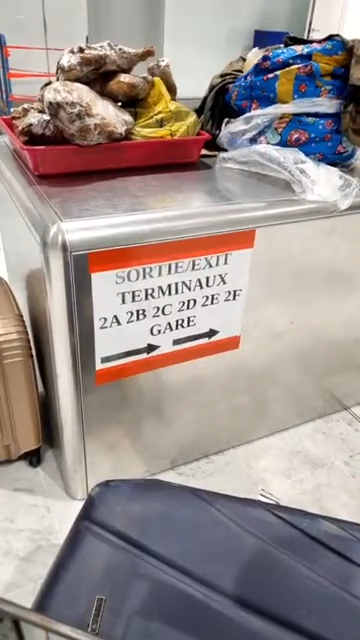 SORTIE/EXIT
TERMINAUX
2A 2B 2C 2D 2E 2F
GARE